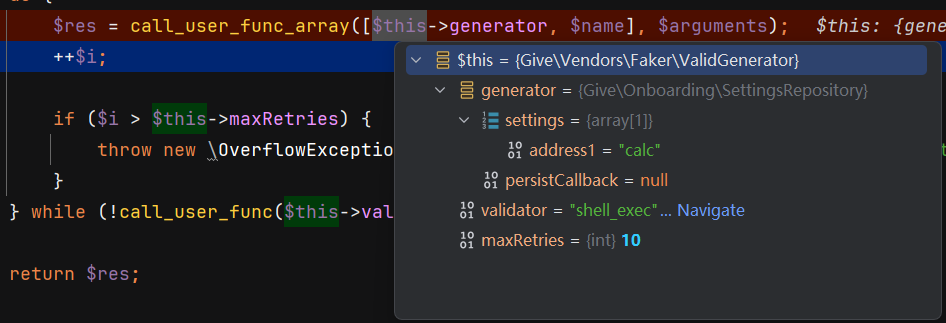 $res = call_user_func_array([$this->generator, $name], $arguments); $this: {gene
++$i;
$this = {Give\Vendors\Faker\ValidGenerator}
generator = {Give\Onboarding\SettingsRepository}
if ($i > $this->maxRetries) {
settings = {array[1]}
throw new \OverflowExceptio
address1 = "calc"
}
persistCallback = null
} while (!call_user_func($this->val
validator = "shell_exec"... Navigate
maxRetries = {int} 10
return $res;